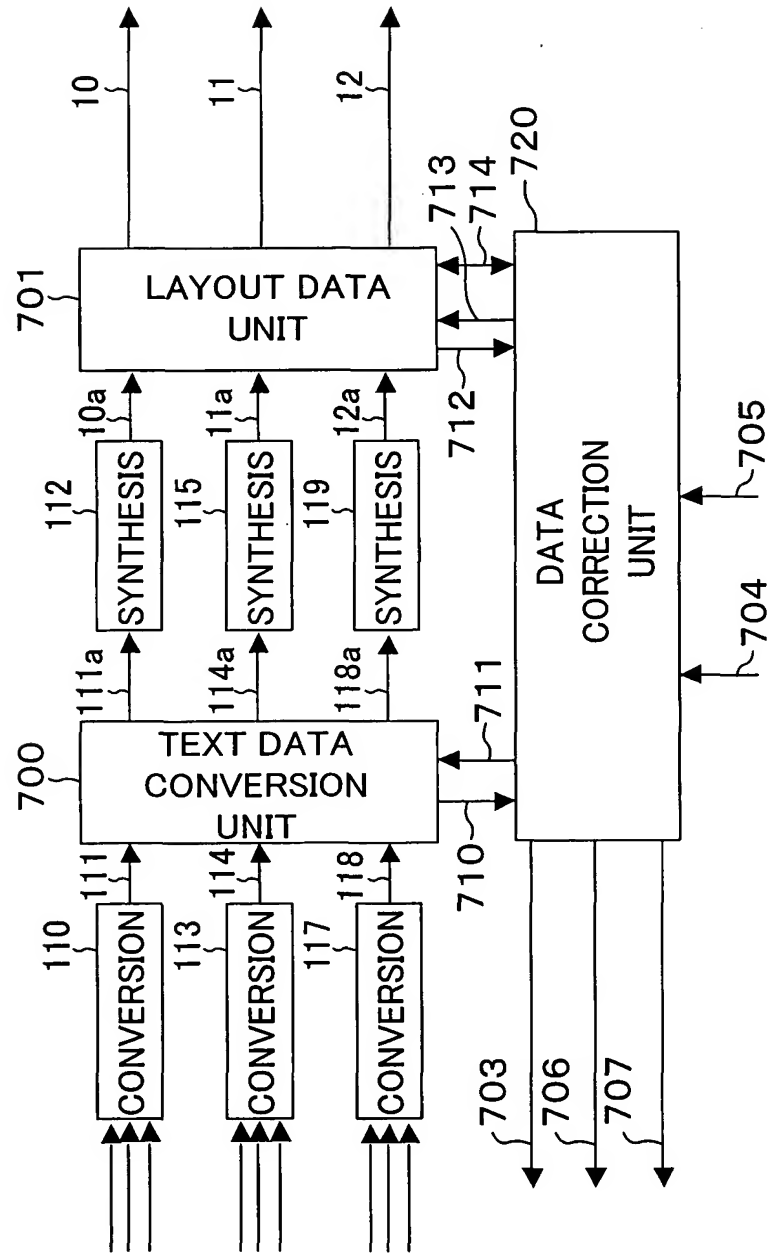 10
11
12
701
LAYOUT DATA
UNIT
713
714
720
10a
11a
12a
712
112
SYNTHESIS
115
SYNTHESIS
119
SYNTHESIS
705
DATA
CORRECTION
UNIT
111a
114a
118a
704
711
700
TEXT DATA
CONVERSION
UNIT
710
111
114
118
110
CONVERSION
113
CONVERSION
117
CONVERSION
703
706
707